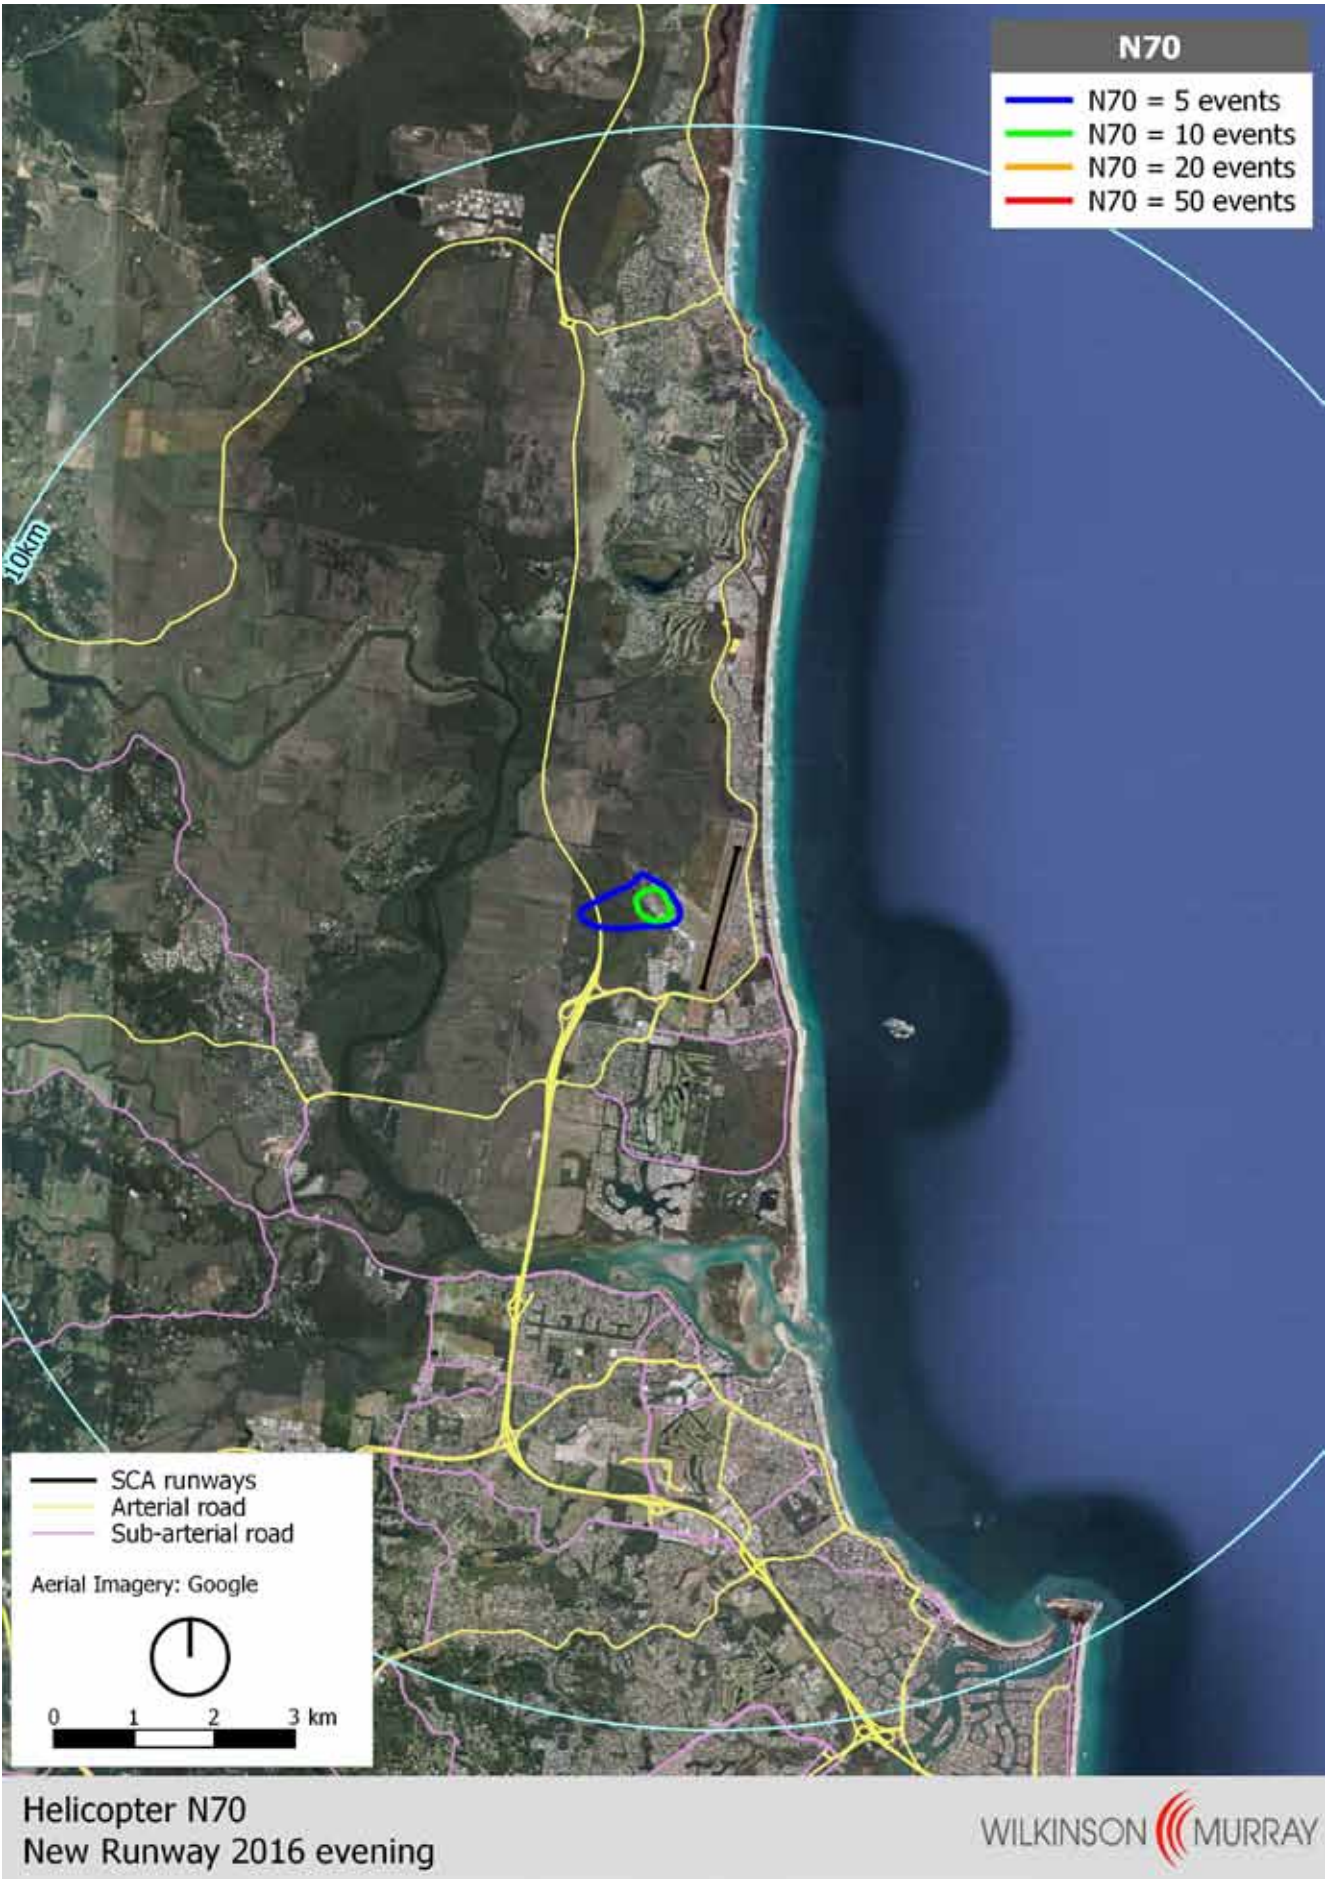 N70
N70 = 5 events
N70 = 10 events
N70 = 20 events
N70 = 50 events
10km
SCA runways
Arterial road
Sub-arterial road
Aerial Imagery: Google
0 1 2 3 km
Helicopter N70
New Runway 2016 evening
WILKINSON MURRAY